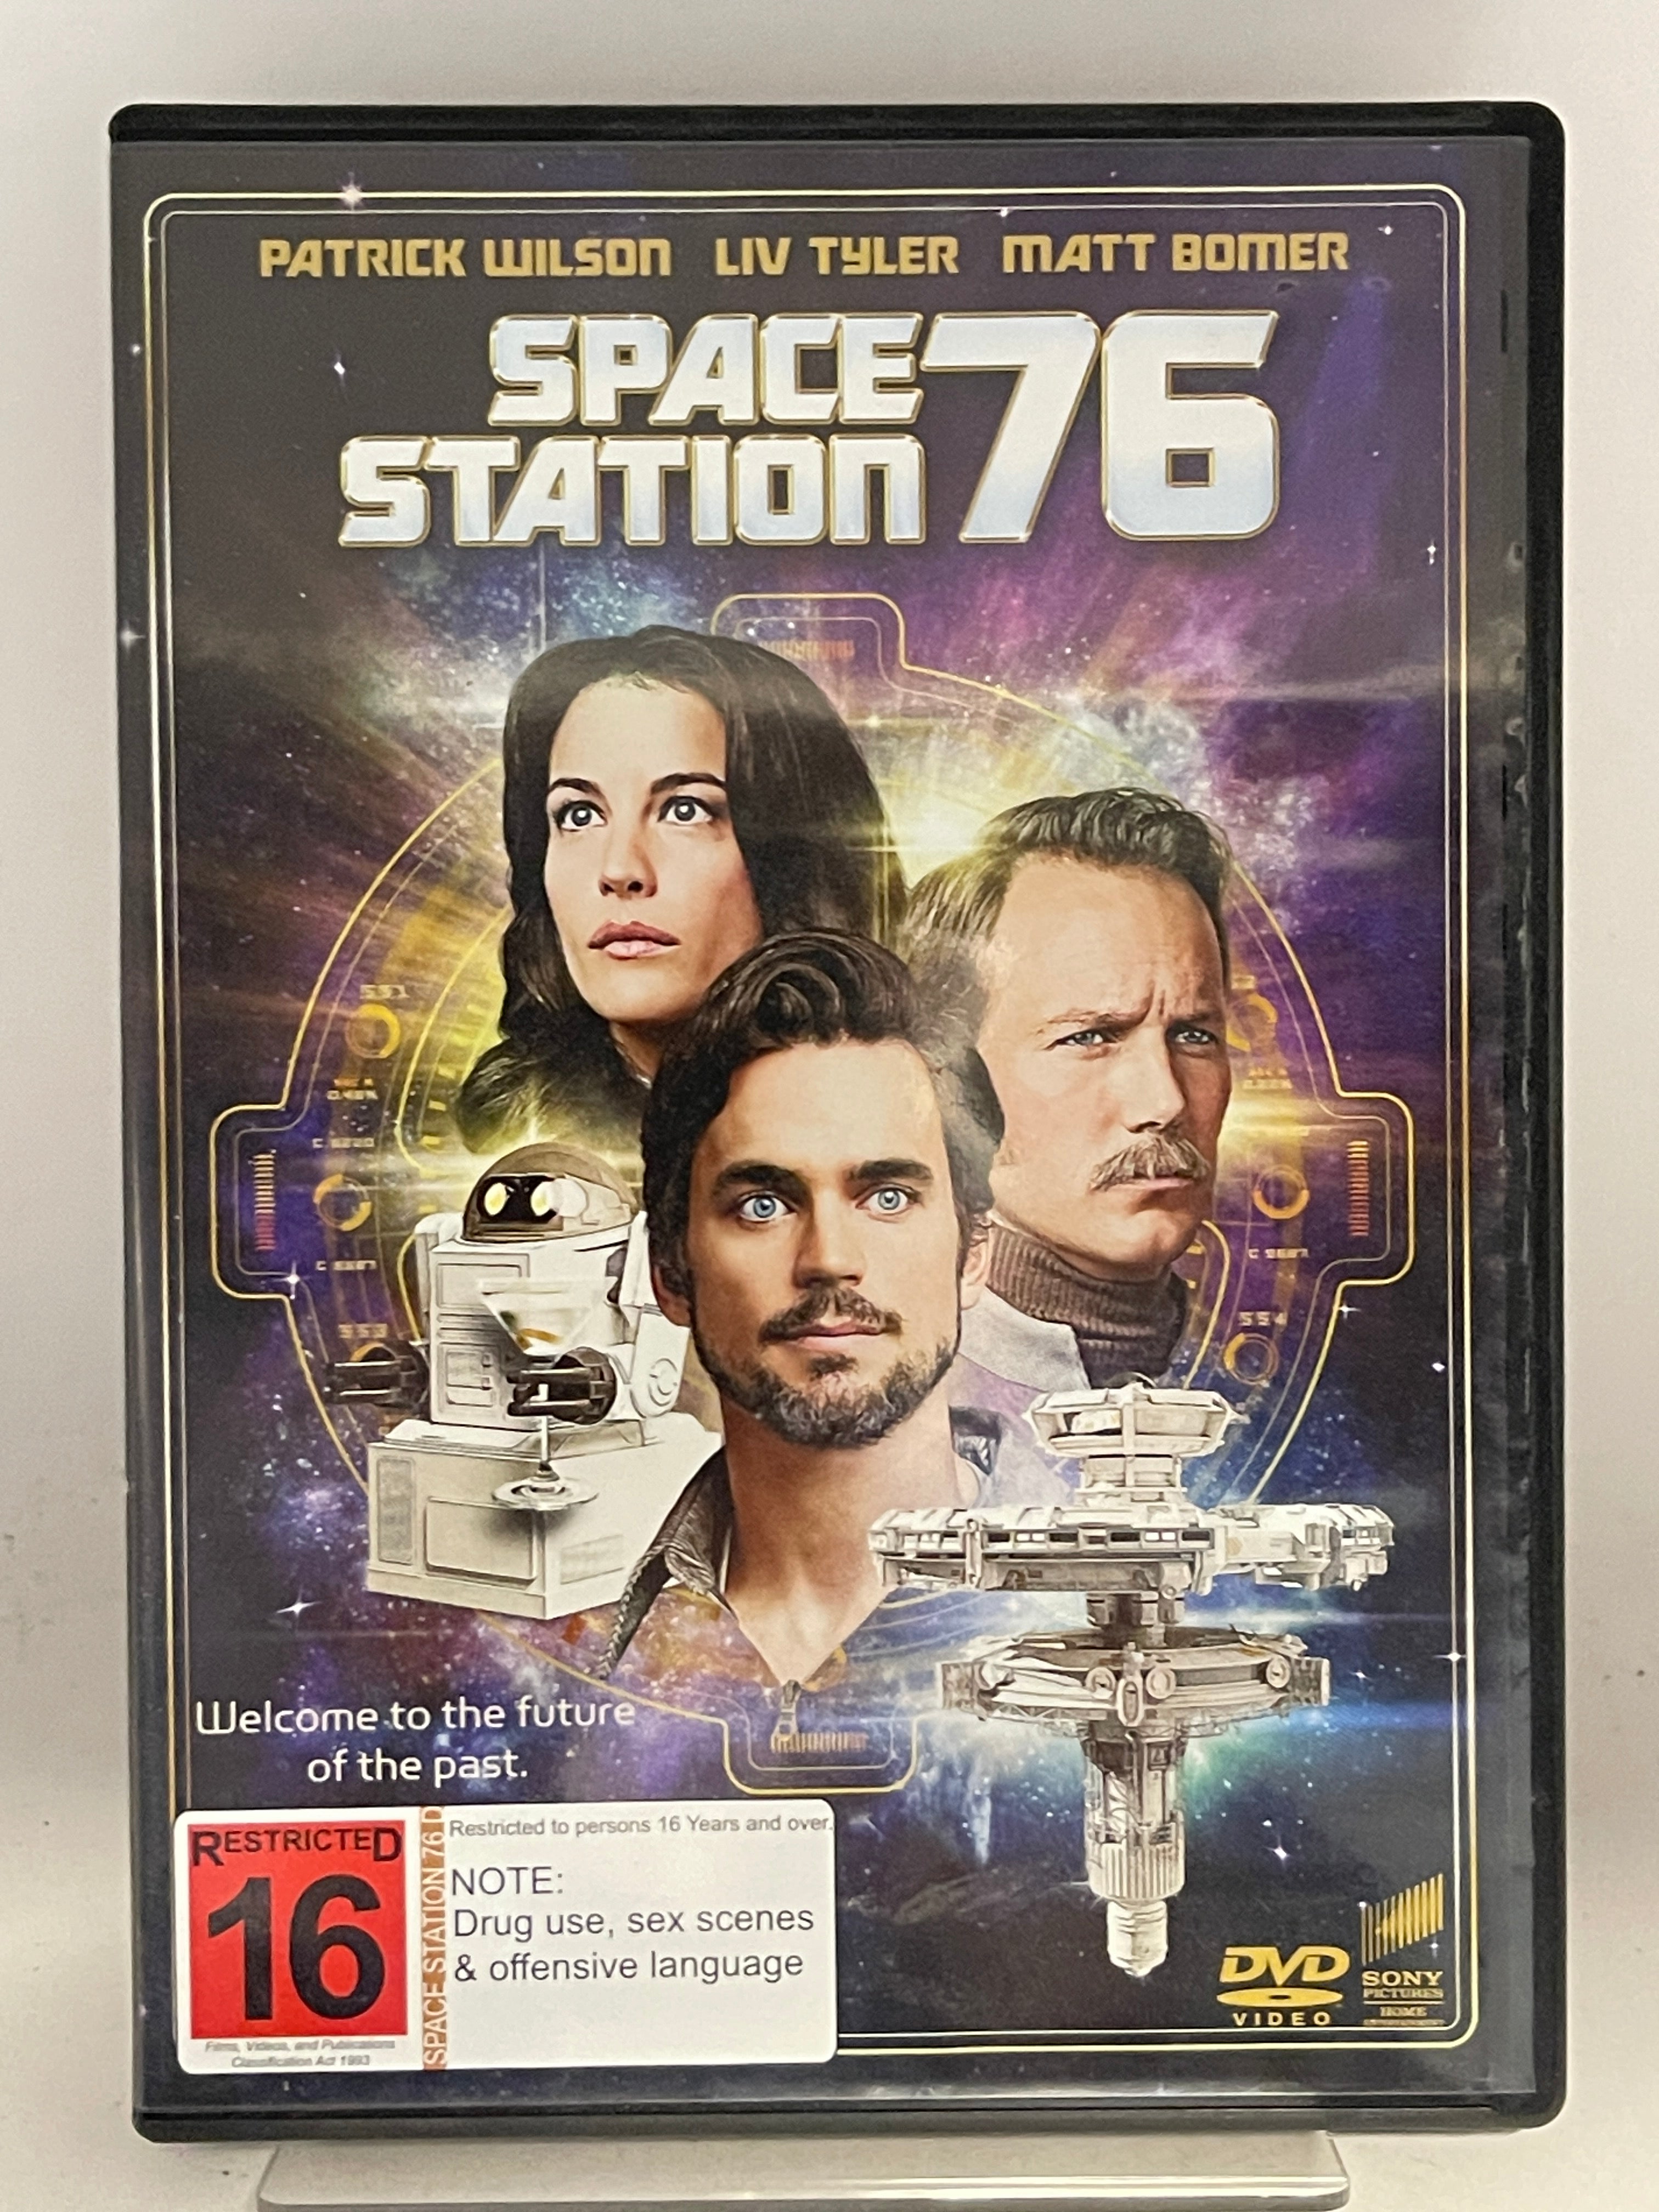 PATRICK WILSON LIV TYLER MATT BOMER
SPACE
STATION 76
Welcome to the future
of the past.
RESTRICTED
16
Films, Videos, and Publications
Classification Act 1993
SPACE STATION 76 D
Restricted to persons 16 Years and over.
NOTE:
Drug use, sex scenes
& offensive language
DVD
VIDEO
SONY
PICTURES
HOME